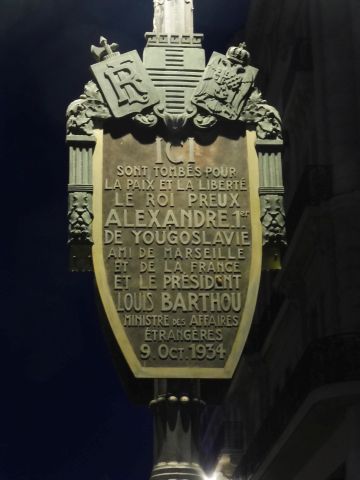 R
ICI
SONT TOMBÉS POUR
LA PAIX ET LA LIBERTÉ
LE ROI PREUX
ALEXANDRE 1er
DE YOUGOSLAVIE
AMI DE MARSEILLE
ET DE LA FRANCE
ET LE PRÉSIDENT
LOUIS BARTHOU
MINISTRE DES AFFAIRES
ÉTRANGÈRES
9. OCT. 1934